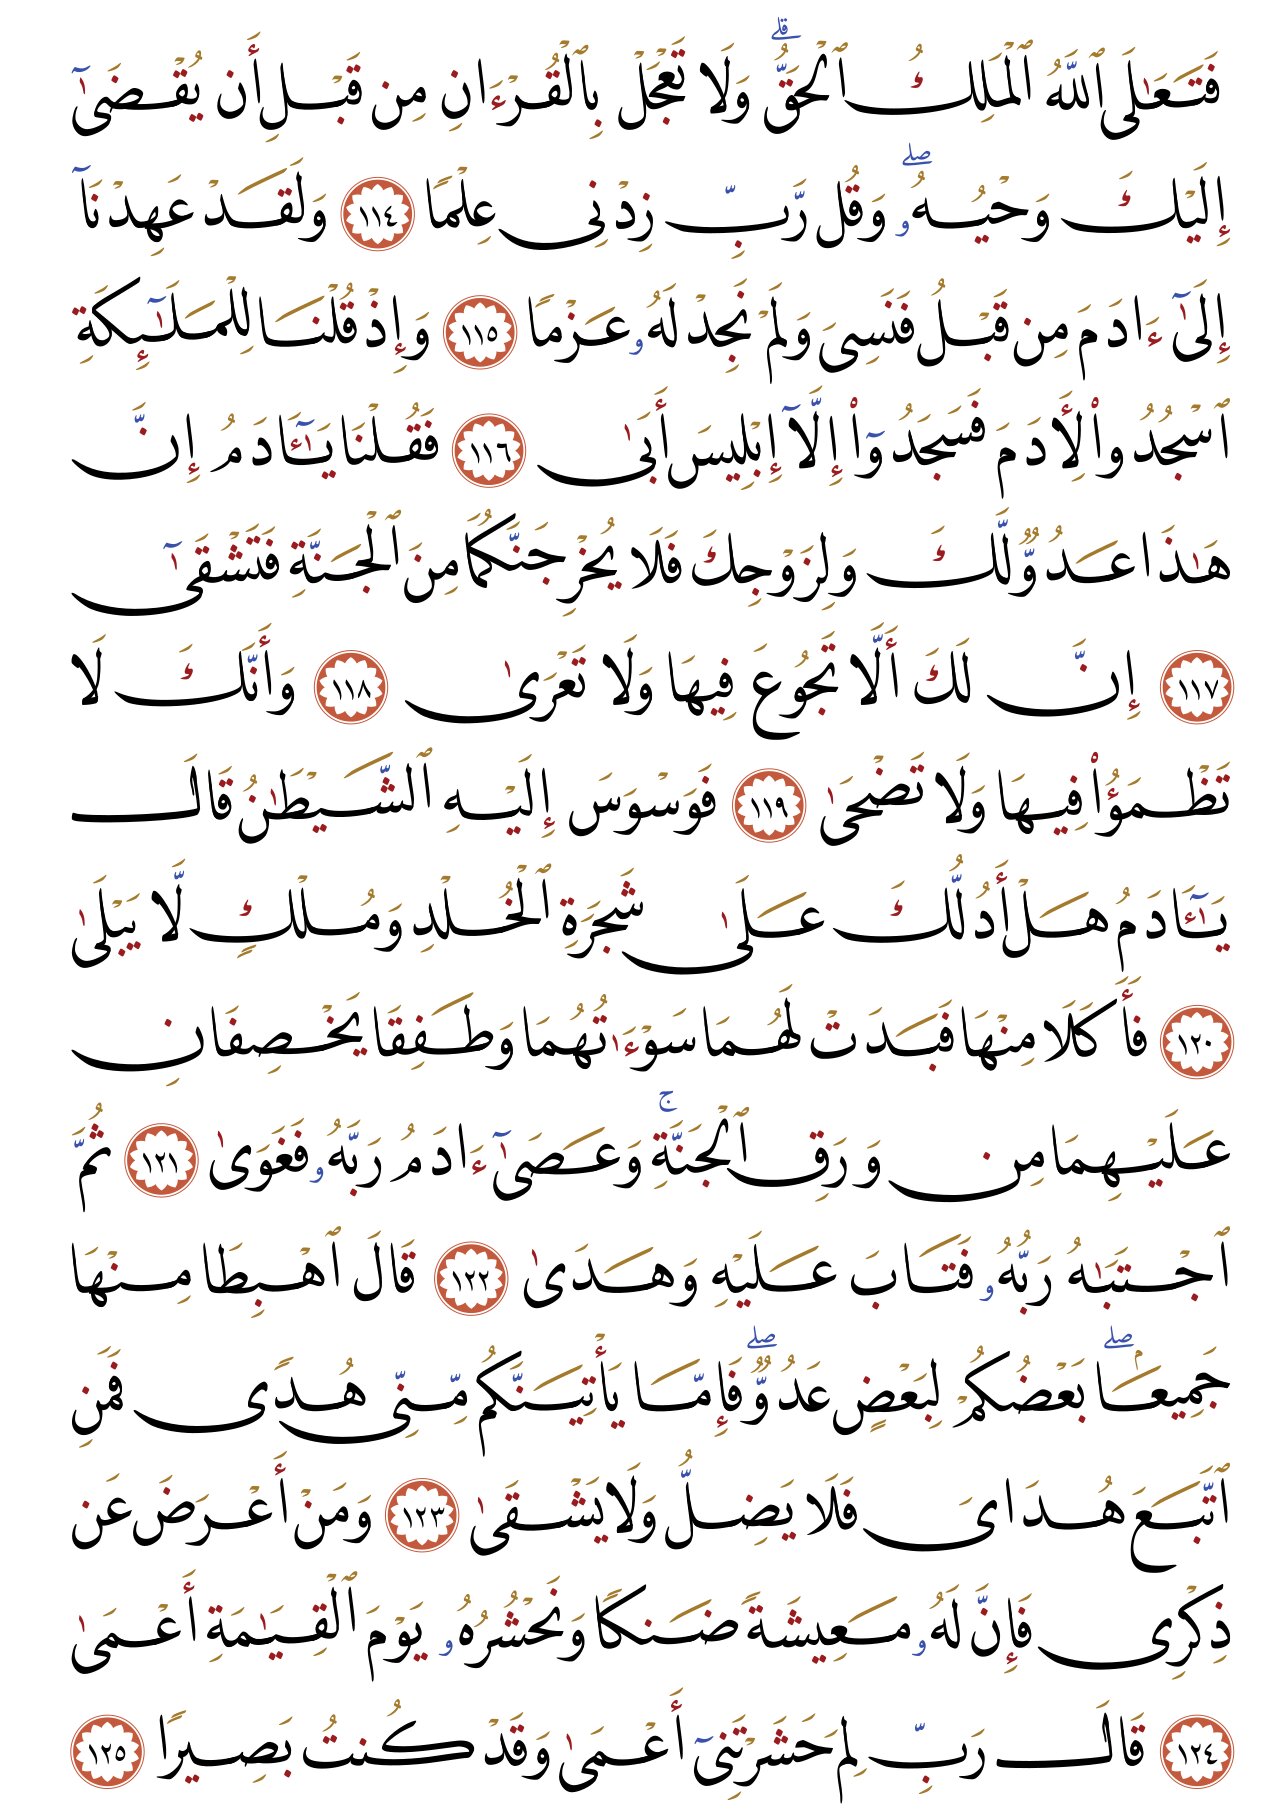 فَتَعَٰلَى ٱللَّهُ ٱلْمَلِكُ ٱلْحَقُّ ۗ وَلَا تَعْجَلْ بِٱلْقُرْءَانِ مِن قَبْلِ أَن يُقْضَىٰٓ
إِلَيْكَ وَحْيُهُۥ ۖ وَقُل رَّبِّ زِدْنِى عِلْمًا ١١٤ وَلَقَدْ عَهِدْنَآ
إِلَىٰٓ ءَادَمَ مِن قَبْلُ فَنَسِىَ وَلَمْ نَجِدْ لَهُۥ عَزْمًا ١١٥ وَإِذْ قُلْنَا لِلْمَلَٰٓئِكَةِ
ٱسْجُدُوا۟ لِأَدَمَ فَسَجَدُوٓا۟ إِلَّآ إِبْلِيسَ أَبَىٰ ١١٦ فَقُلْنَا يَٰٓـَٔادَمُ إِنَّ
هَٰذَا عَدُوٌّ لَّكَ وَلِزَوْجِكَ فَلَا يُخْرِجَنَّكُمَا مِنَ ٱلْجَنَّةِ فَتَشْقَىٰٓ
١١٧ إِنَّ لَكَ أَلَّا تَجُوعَ فِيهَا وَلَا تَعْرَىٰ ١١٨ وَأَنَّكَ لَا
تَظْمَؤُا۟ فِيهَا وَلَا تَضْحَىٰ ١١٩ فَوَسْوَسَ إِلَيْهِ ٱلشَّيْطَٰنُ قَالَ
يَٰٓـَٔادَمُ هَلْ أَدُلُّكَ عَلَىٰ شَجَرَةِ ٱلْخُلْدِ وَمُلْكٍ لَّا يَبْلَىٰ
١٢٠ فَأَكَلَا مِنْهَا فَبَدَتْ لَهُمَا سَوْءَٰتُهُمَا وَطَفِقَا يَخْصِفَانِ
عَلَيْهِمَا مِن وَرَقِ ٱلْجَنَّةِ ۚ وَعَصَىٰٓ ءَادَمُ رَبَّهُۥ فَغَوَىٰ ١٢١ ثُمَّ
ٱجْتَبَٰهُ رَبُّهُۥ فَتَابَ عَلَيْهِ وَهَدَىٰ ١٢٢ قَالَ ٱهْبِطَا مِنْهَا
جَمِيعًۢا ۖ بَعْضُكُمْ لِبَعْضٍ عَدُوٌّ ۖ فَإِمَّا يَأْتِيَنَّكُم مِّنِّى هُدًى فَمَنِ
ٱتَّبَعَ هُدَاىَ فَلَا يَضِلُّ وَلَا يَشْقَىٰ ١٢٣ وَمَنْ أَعْرَضَ عَن
ذِكْرِى فَإِنَّ لَهُۥ مَعِيشَةً ضَنكًا وَنَحْشُرُهُۥ يَوْمَ ٱلْقِيَٰمَةِ أَعْمَىٰ
١٢٤ قَالَ رَبِّ لِمَ حَشَرْتَنِىٓ أَعْمَىٰ وَقَدْ كُنتُ بَصِيرًا ١٢٥